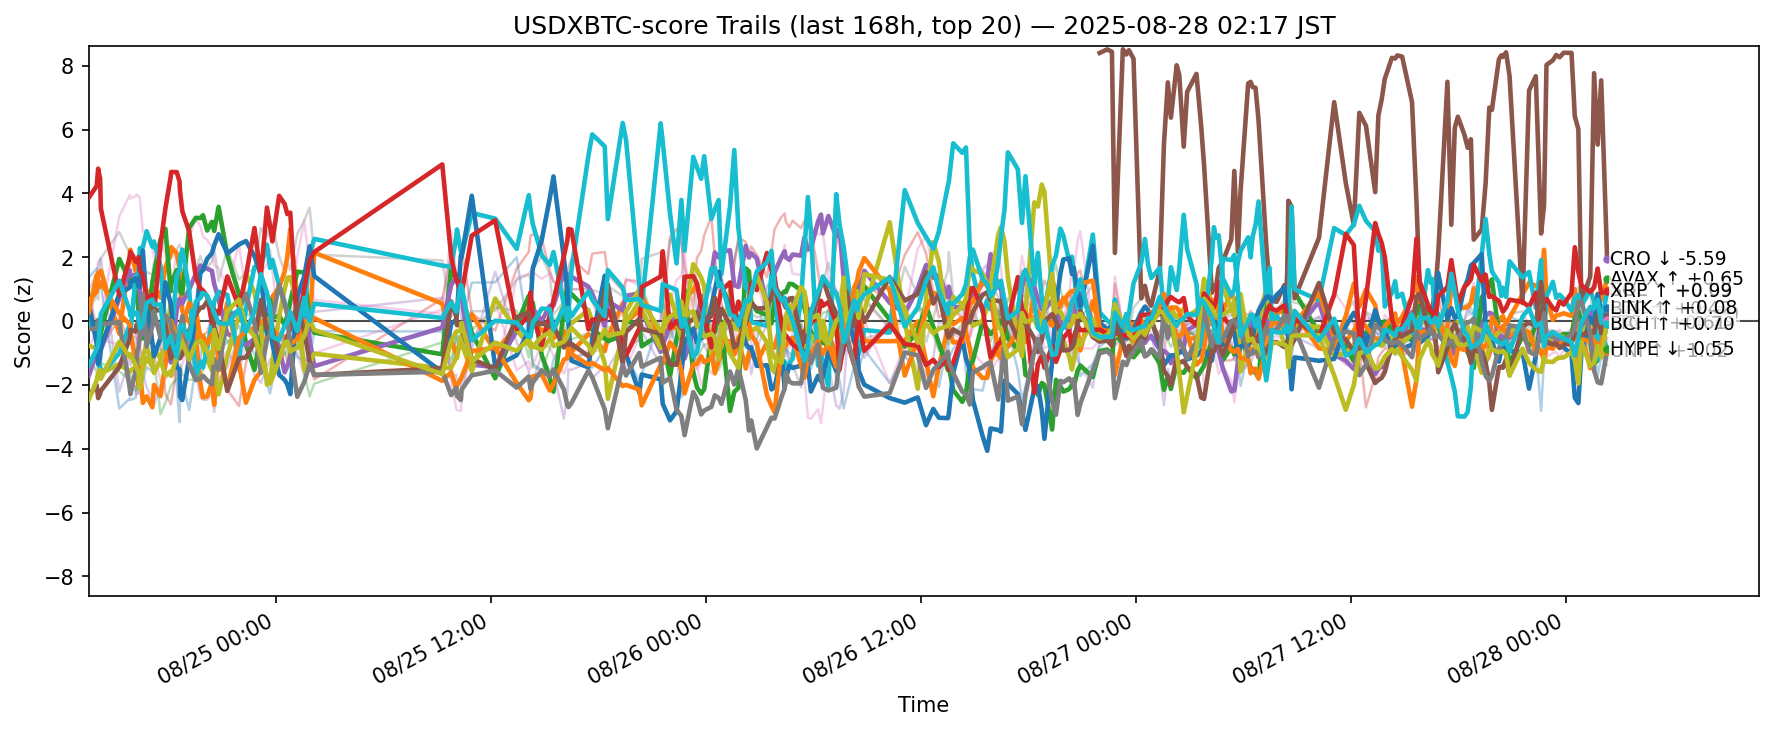 USDXBTC-score Trails (last 168h, top 20) — 2025-08-28 02:17 JST
Score (z)
8
6
4
2
0
−2
−4
−6
−8
CRO ↓ -5.59
AVAX ↑ +0.65
XRP ↑ +0.99
LINK ↑ +0.08
BCH ↑ +0.70
HYPE ↓ -0.55
08/25 00:00
08/25 12:00
08/26 00:00
08/26 12:00
08/27 00:00
08/27 12:00
08/28 00:00
Time